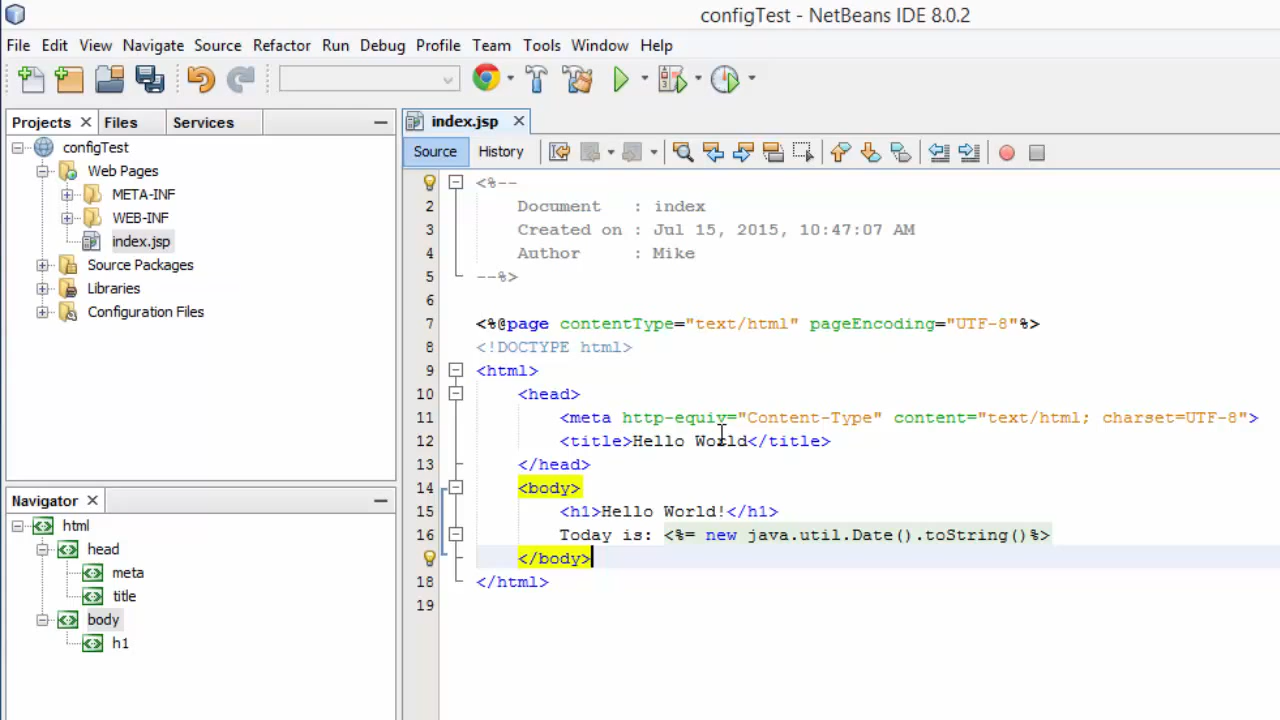 configTest - NetBeans IDE 8.0.2
File Edit View Navigate Source Refactor Run Debug Profile Team Tools Window Help
Projects Files Services
configTest
Web Pages
META-INF
WEB-INF
index.jsp
Source Packages
Libraries
Configuration Files
Navigator
html
head
meta
title
body
h1
index.jsp
Source History
<%--
2 Document : index
3 Created on : Jul 15, 2015, 10:47:07 AM
4 Author : Mike
5 --%>
6
7 <%@page contentType="text/html" pageEncoding="UTF-8"%>
8 <!DOCTYPE html>
9 <html>
10 <head>
11 <meta http-equiv="Content-Type" content="text/html; charset=UTF-8">
12 <title>Hello World</title>
13 </head>
14 <body>
15 <h1>Hello World!</h1>
16 Today is: <%= new java.util.Date().toString()%>
</body>
18 </html>
19